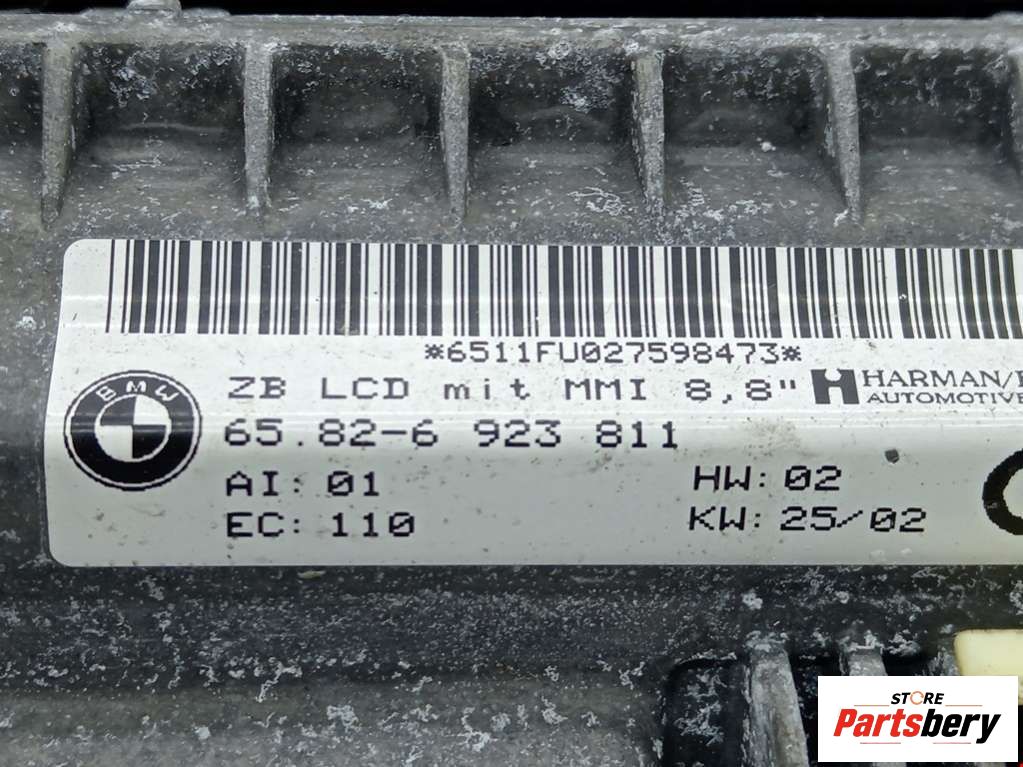 *6511FU027598473*
ZB LCD mit MMI 8,8"
HARMAN/
AUTOMOTIVE
BMW
65.82-6 923 811
AI: 01
HW: 02
EC: 110
KW: 25/02
STORE
Partsbery